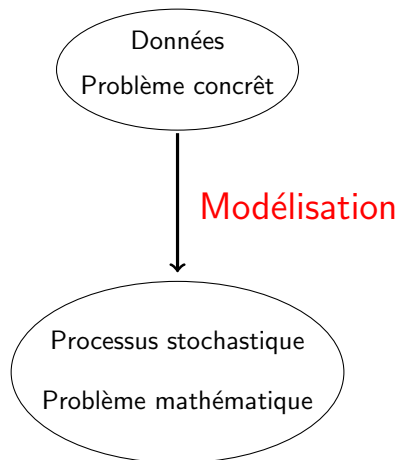 Données
Problème concrêt
Modélisation
Processus stochastique
Problème mathématique